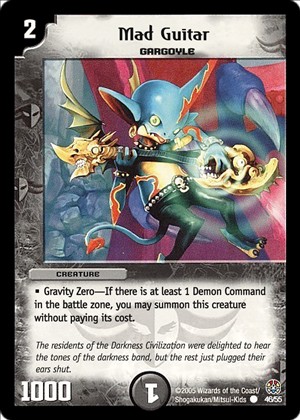 2
Mad Guitar
GARGOYLE
CREATURE
▪ Gravity Zero—If there is at least 1 Demon Command
in the battle zone, you may summon this creature
without paying its cost.
The residents of the Darkness Civilization were delighted to hear
the tones of the darkness band, but the rest just plugged their
ears shut.
1000
1
©2005 Wizards of the Coast/
Shogakukan/Mitsui-Kids
46/55